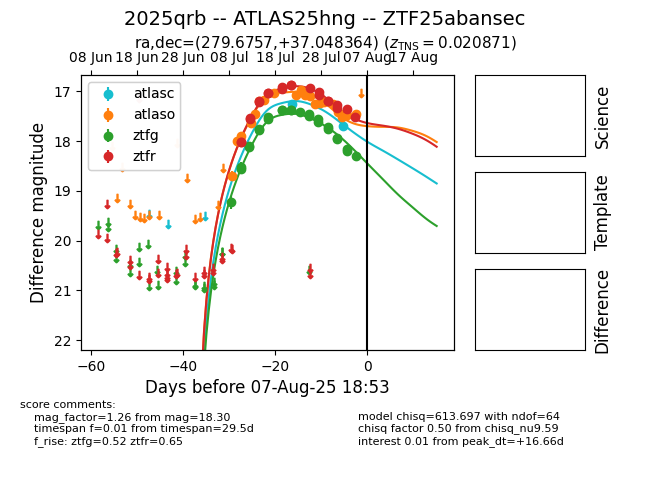 2025qrb -- ATLAS25hng -- ZTF25abansec
ra,dec=(279.6757,+37.048364) (z_TNS = 0.020871)
08 Jun 18 Jun 28 Jun 08 Jul 18 Jul 28 Jul 07 Aug 17 Aug
atlasc
atlaso
ztfg
ztfr
17
18
19
20
21
22
Difference magnitude
−60 −40 −20 0
Days before 07-Aug-25 18:53
Science
Template
Difference
score comments:
mag_factor=1.26 from mag=18.30
timespan f=0.01 from timespan=29.5d
f_rise: ztfg=0.52 ztfr=0.65
model chisq=613.697 with ndof=64
chisq factor 0.50 from chisq_nu9.59
interest 0.01 from peak_dt=+16.66d